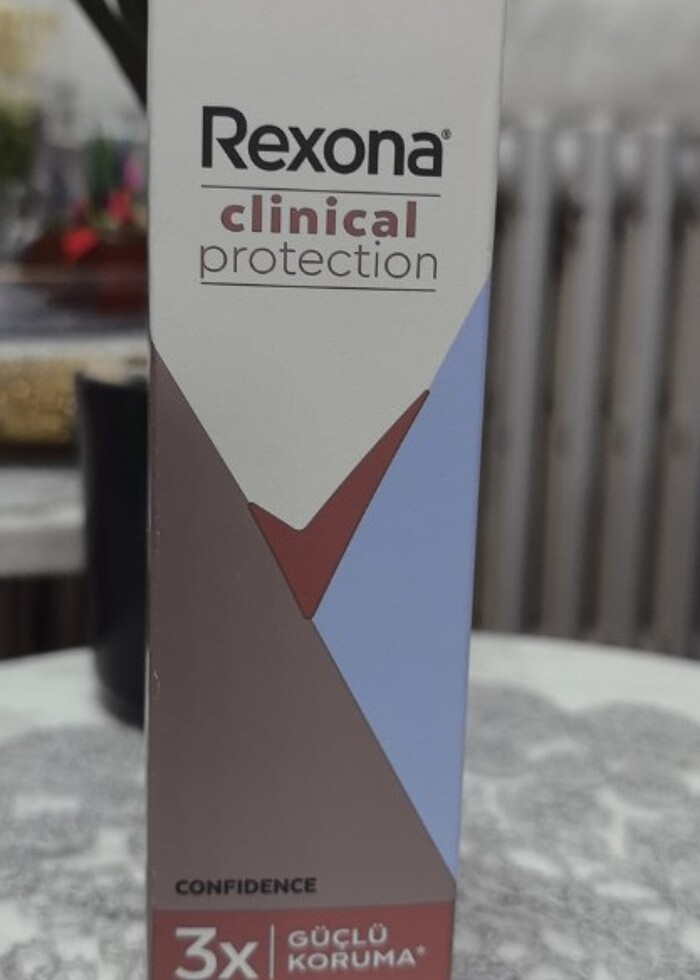 Rexona®
clinical
protection
CONFIDENCE
3x
GÜÇLÜ
KORUMA*